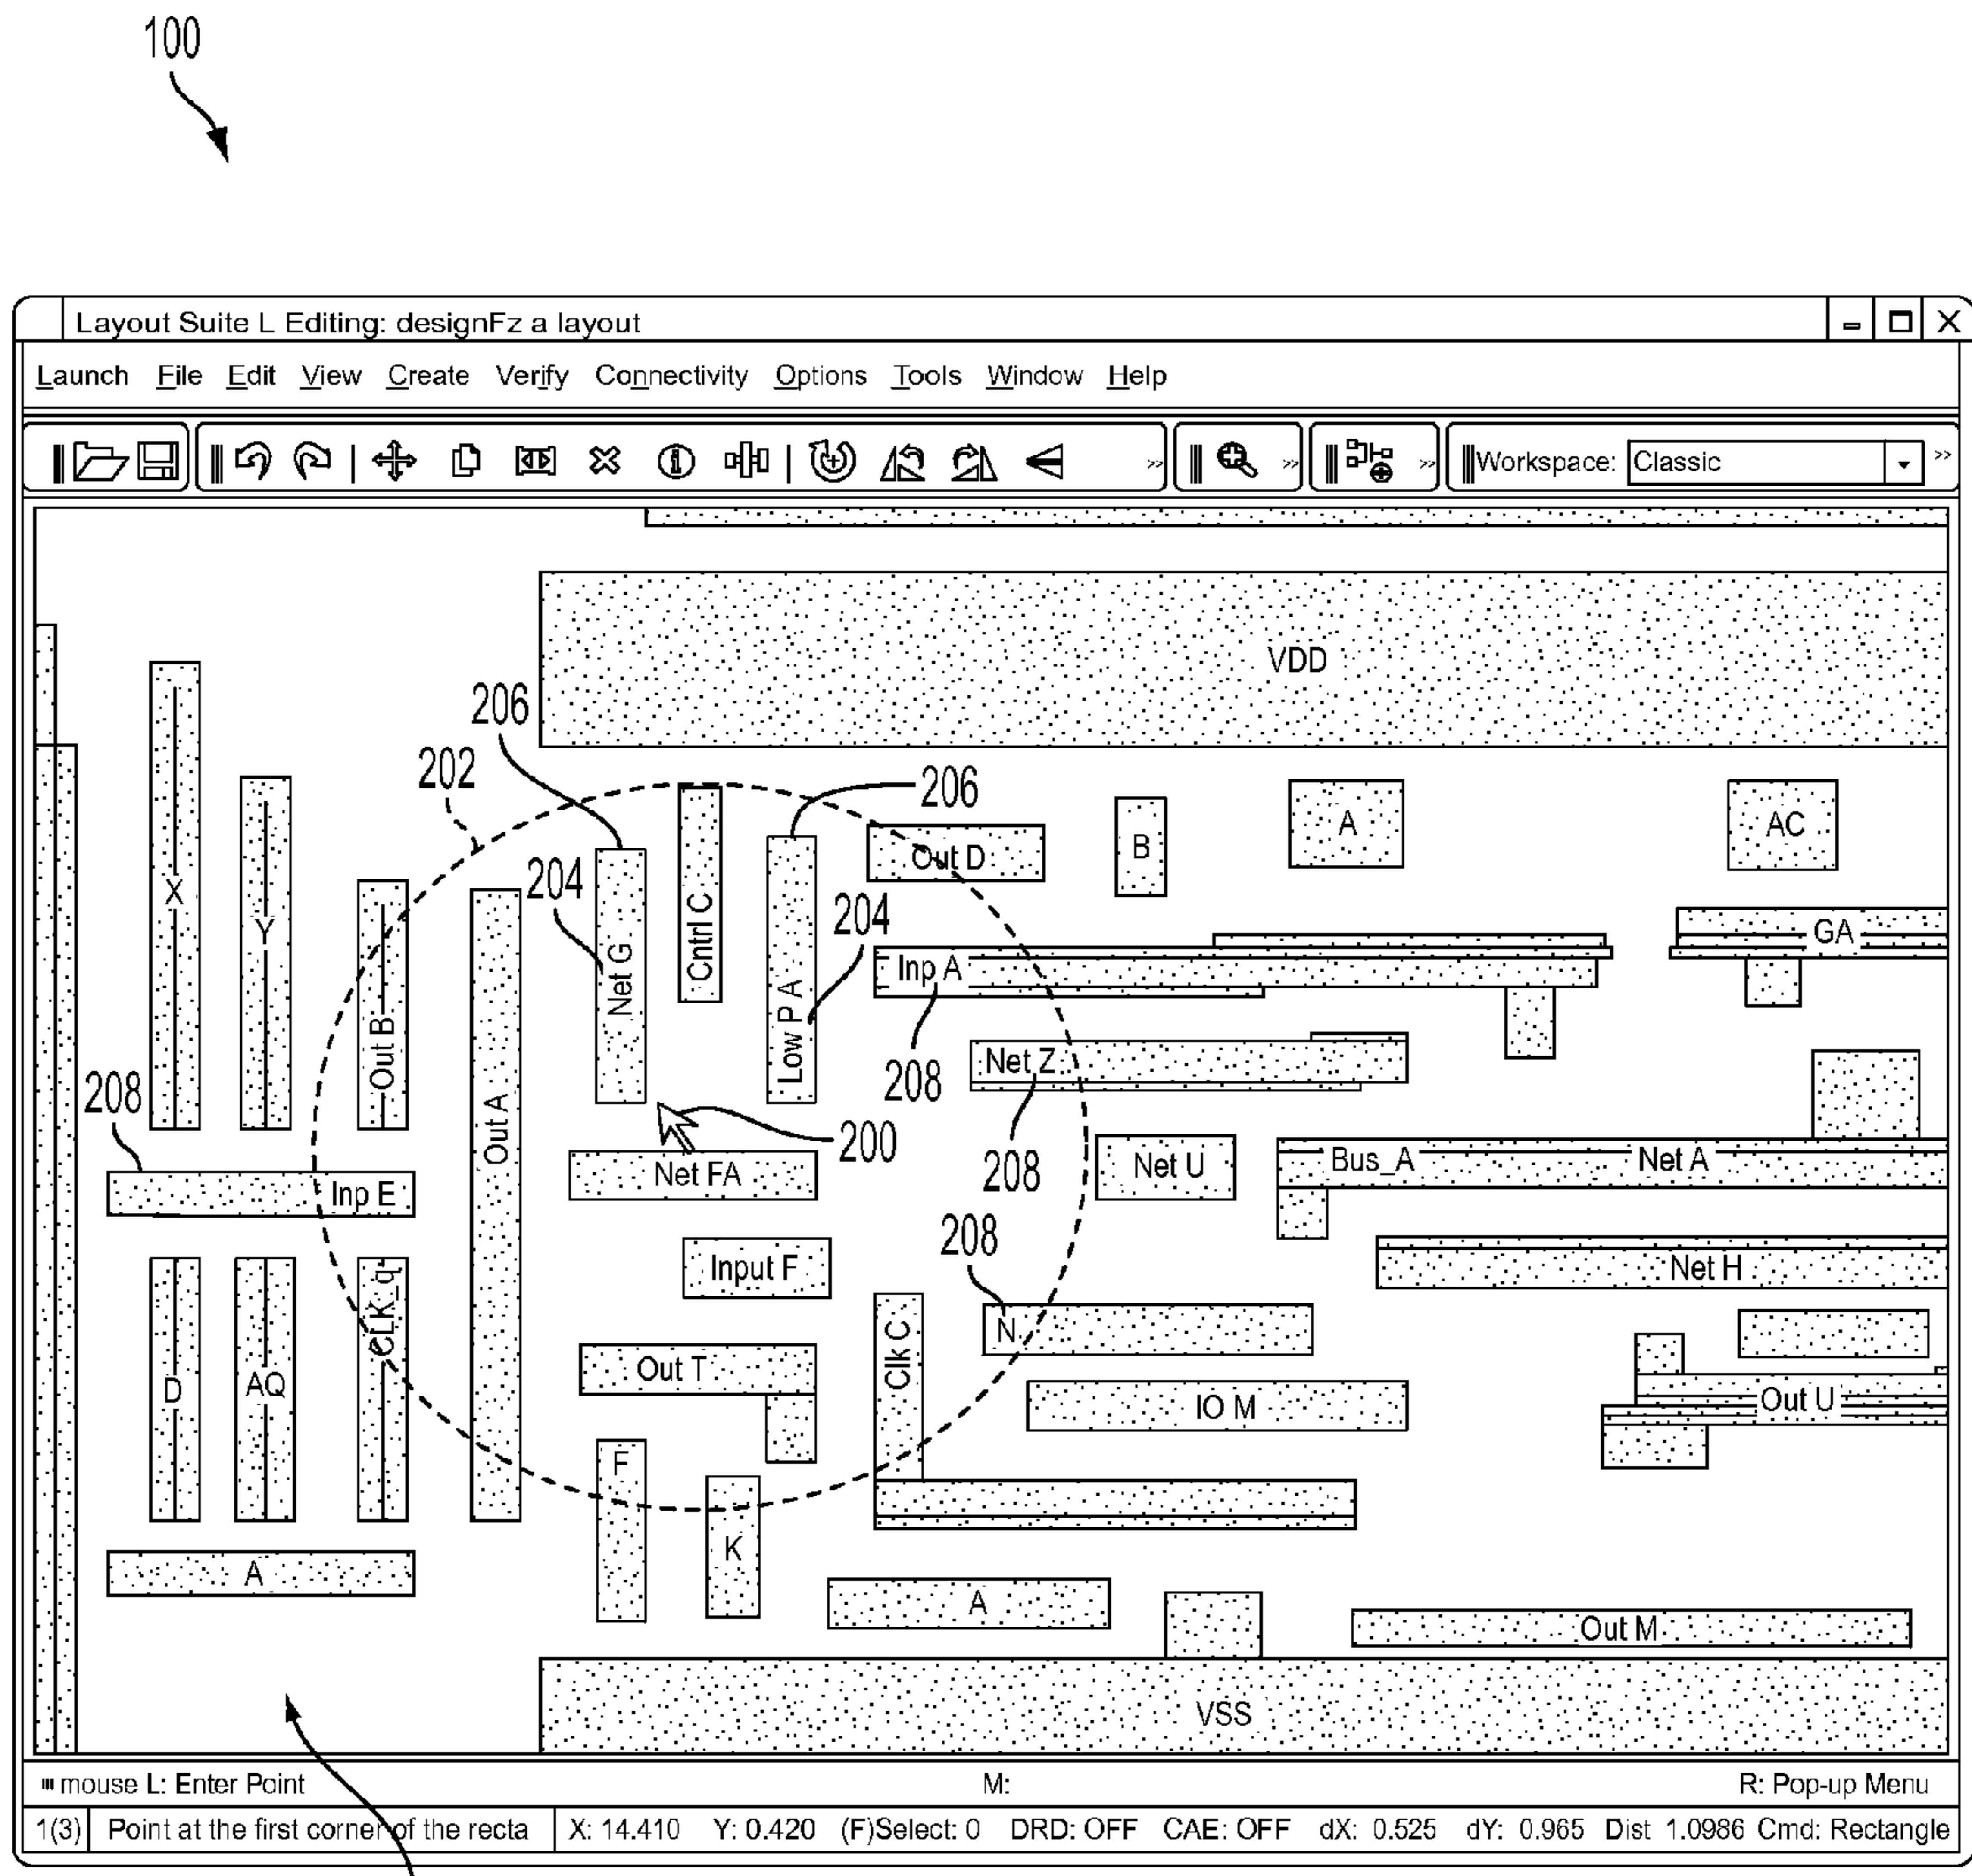 100
Layout Suite L Editing: designFz a layout
Launch File Edit View Create Verify Connectivity Options Tools Window Help
Workspace: Classic
VDD
206
202
206
A
AC
B
Out D
X
204
204
Y
GA
Net G
Cntrl C
Inp A
Low P A
Out B
Net Z
208
208
Out A
200
208
Net FA
Net U
Bus_A
Net A
Inp E
208
Input F
Net H
CLK_q
N
Clk C
Out T
D
AQ
IO M
Out U
F
K
A
A
Out M
VSS
mouse L: Enter Point M: R: Pop-up Menu
1(3) Point at the first corner of the recta X: 14.410 Y: 0.420 (F)Select: 0 DRD: OFF CAE: OFF dX: 0.525 dY: 0.965 Dist 1.0986 Cmd: Rectangle